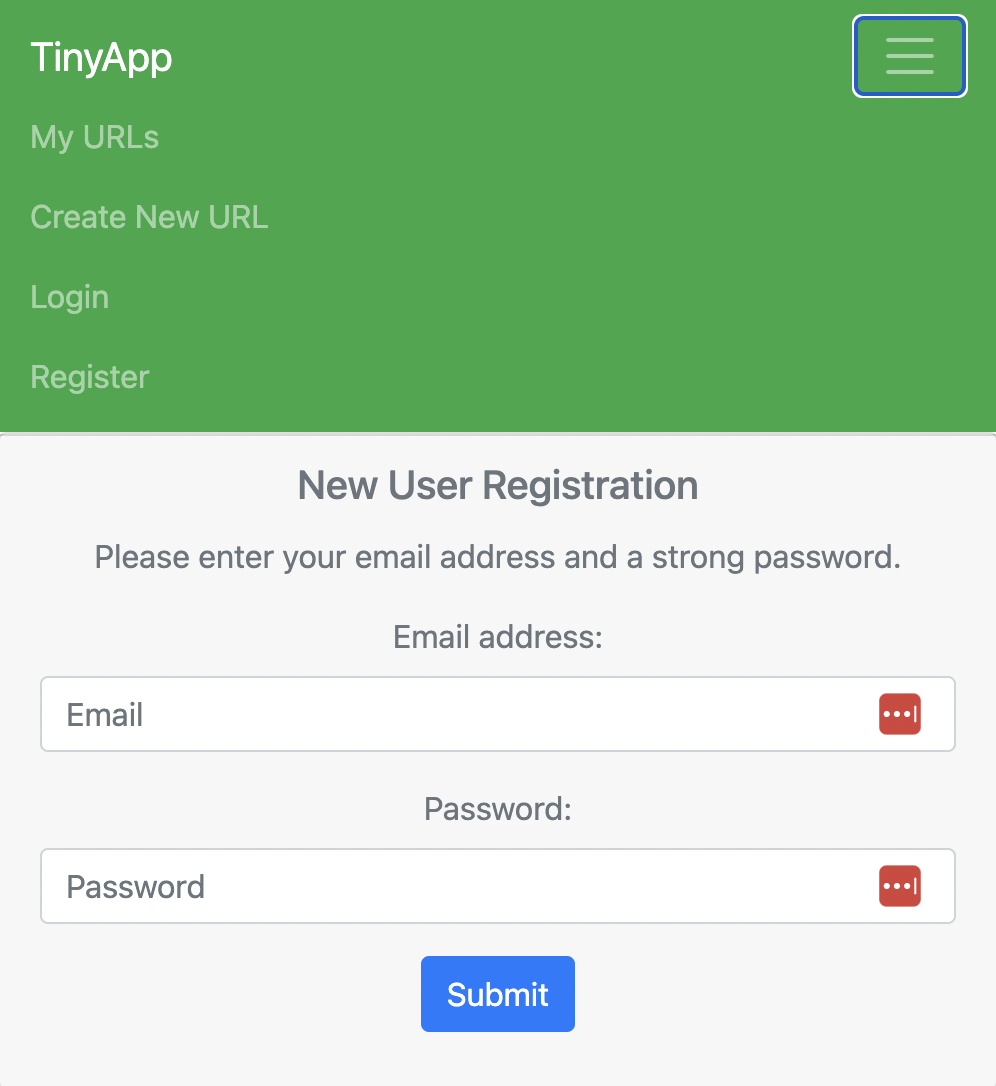 TinyApp
My URLs
Create New URL
Login
Register
New User Registration
Please enter your email address and a strong password.
Email address:
Email
Password:
Password
Submit